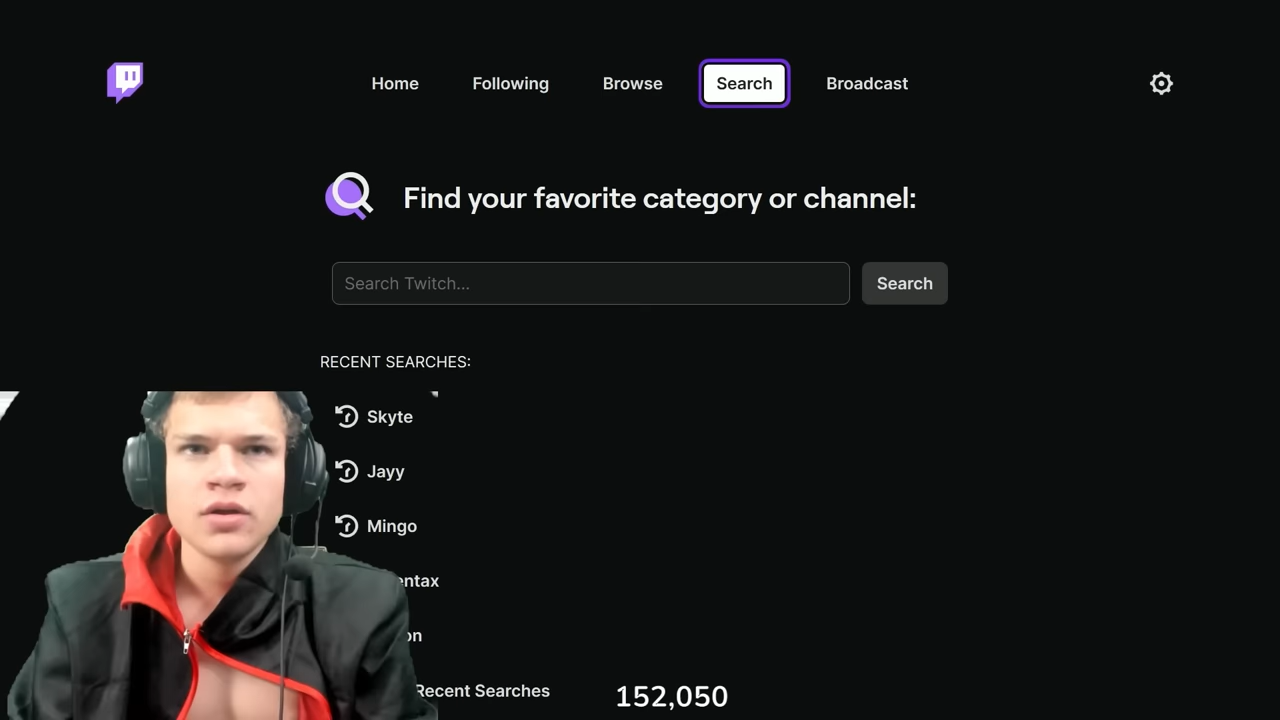 Home Following Browse Search Broadcast
Find your favorite category or channel:
Search Twitch... Search
RECENT SEARCHES:
Skyte
Jayy
Mingo
Recent Searches
152,050